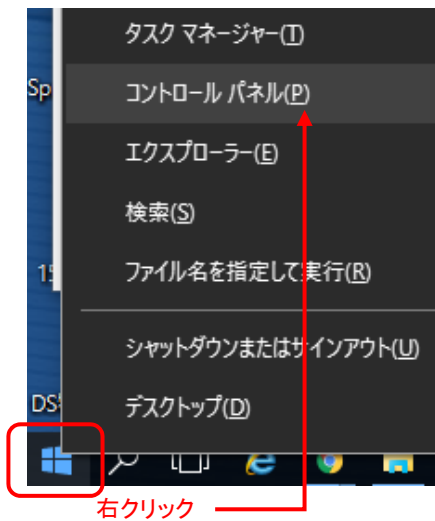 タスク マネージャー(T)
Sp
コントロール パネル(P)
エクスプローラー(E)
検索(S)
ファイル名を指定して実行(R)
シャットダウンまたはサインアウト(U)
DS
デスクトップ(D)
右クリック